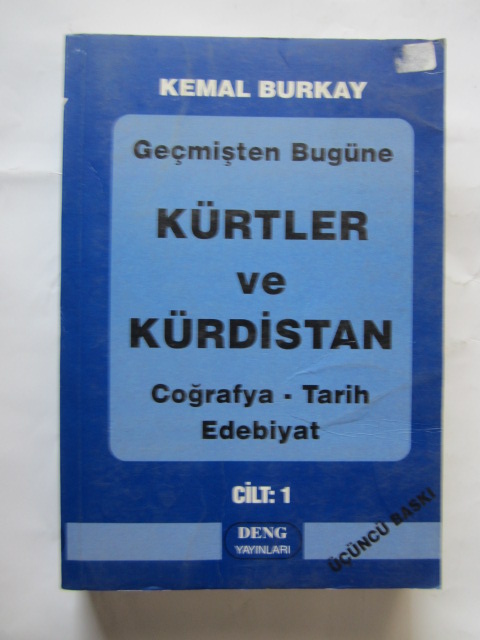 KEMAL BURKAY
Geçmişten Bugüne
KÜRTLER
ve
KÜRDİSTAN
Coğrafya - Tarih
Edebiyat
CİLT: 1
DENG
YAYINLARI
ÜÇÜNCÜ BASKI